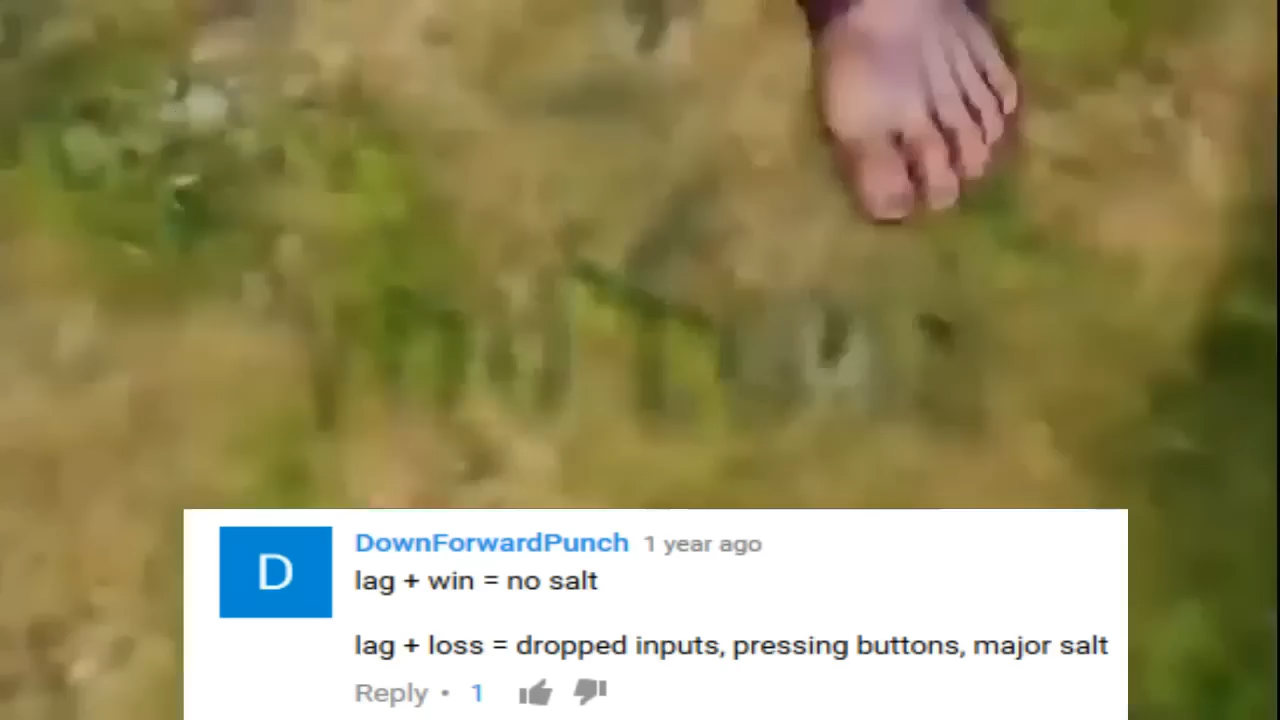 D
DownForwardPunch 1 year ago
lag + win = no salt
lag + loss = dropped inputs, pressing buttons, major salt
Reply • 1